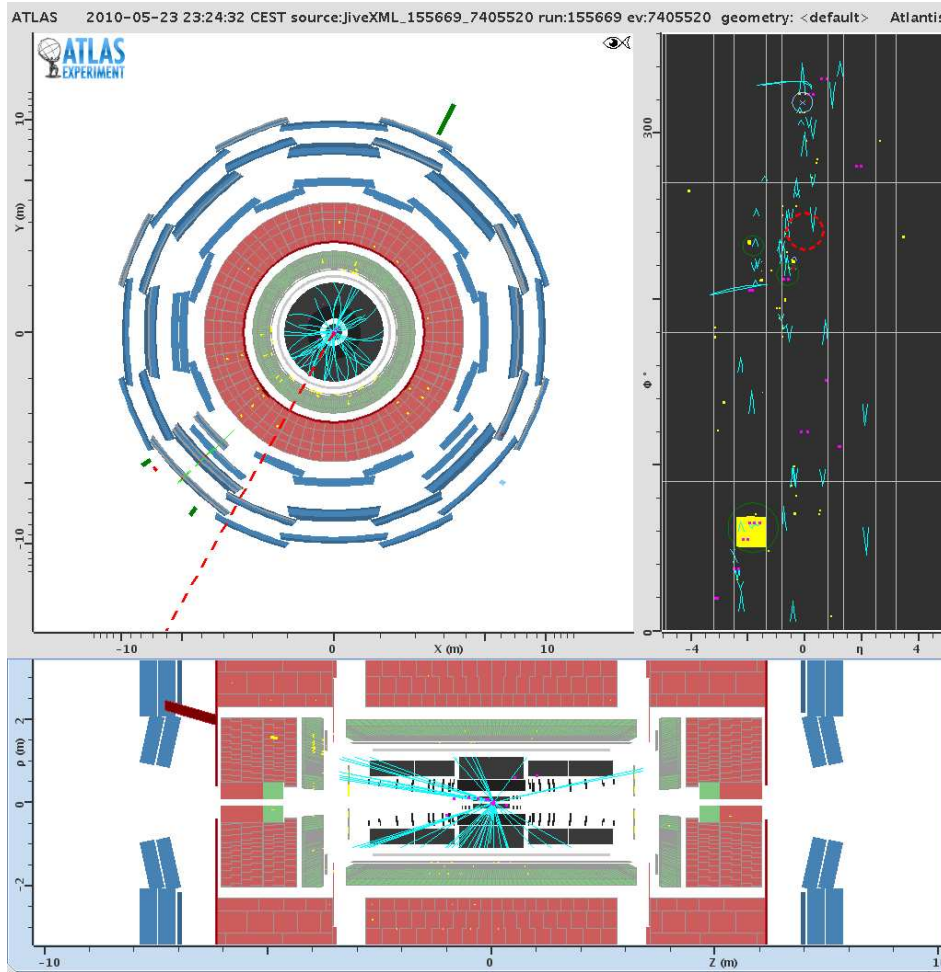 ATLAS 2010-05-23 23:24:32 CEST source:JiveXML_155669_7405520 run:155669 ev:7405520 geometry: <default> Atlantis
ATLAS
EXPERIMENT
10
Y (m)
0
-10
-10 0 X (m) 10
300
Φ °
0
-4 0 η 4
2
ρ (m)
0
-2
-10 0 Z (m)